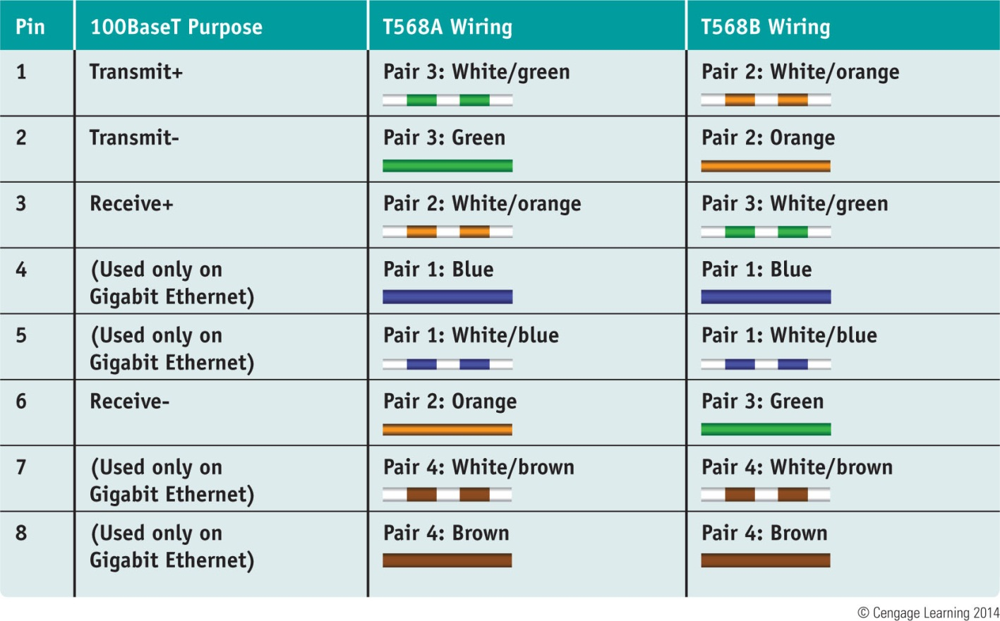 Pin 100BaseT Purpose T568A Wiring T568B Wiring
1 Transmit+ Pair 3: White/green Pair 2: White/orange
2 Transmit- Pair 3: Green Pair 2: Orange
3 Receive+ Pair 2: White/orange Pair 3: White/green
4 (Used only on Pair 1: Blue Pair 1: Blue
Gigabit Ethernet)
5 (Used only on Pair 1: White/blue Pair 1: White/blue
Gigabit Ethernet)
6 Receive- Pair 2: Orange Pair 3: Green
7 (Used only on Pair 4: White/brown Pair 4: White/brown
Gigabit Ethernet)
8 (Used only on Pair 4: Brown Pair 4: Brown
Gigabit Ethernet)
© Cengage Learning 2014